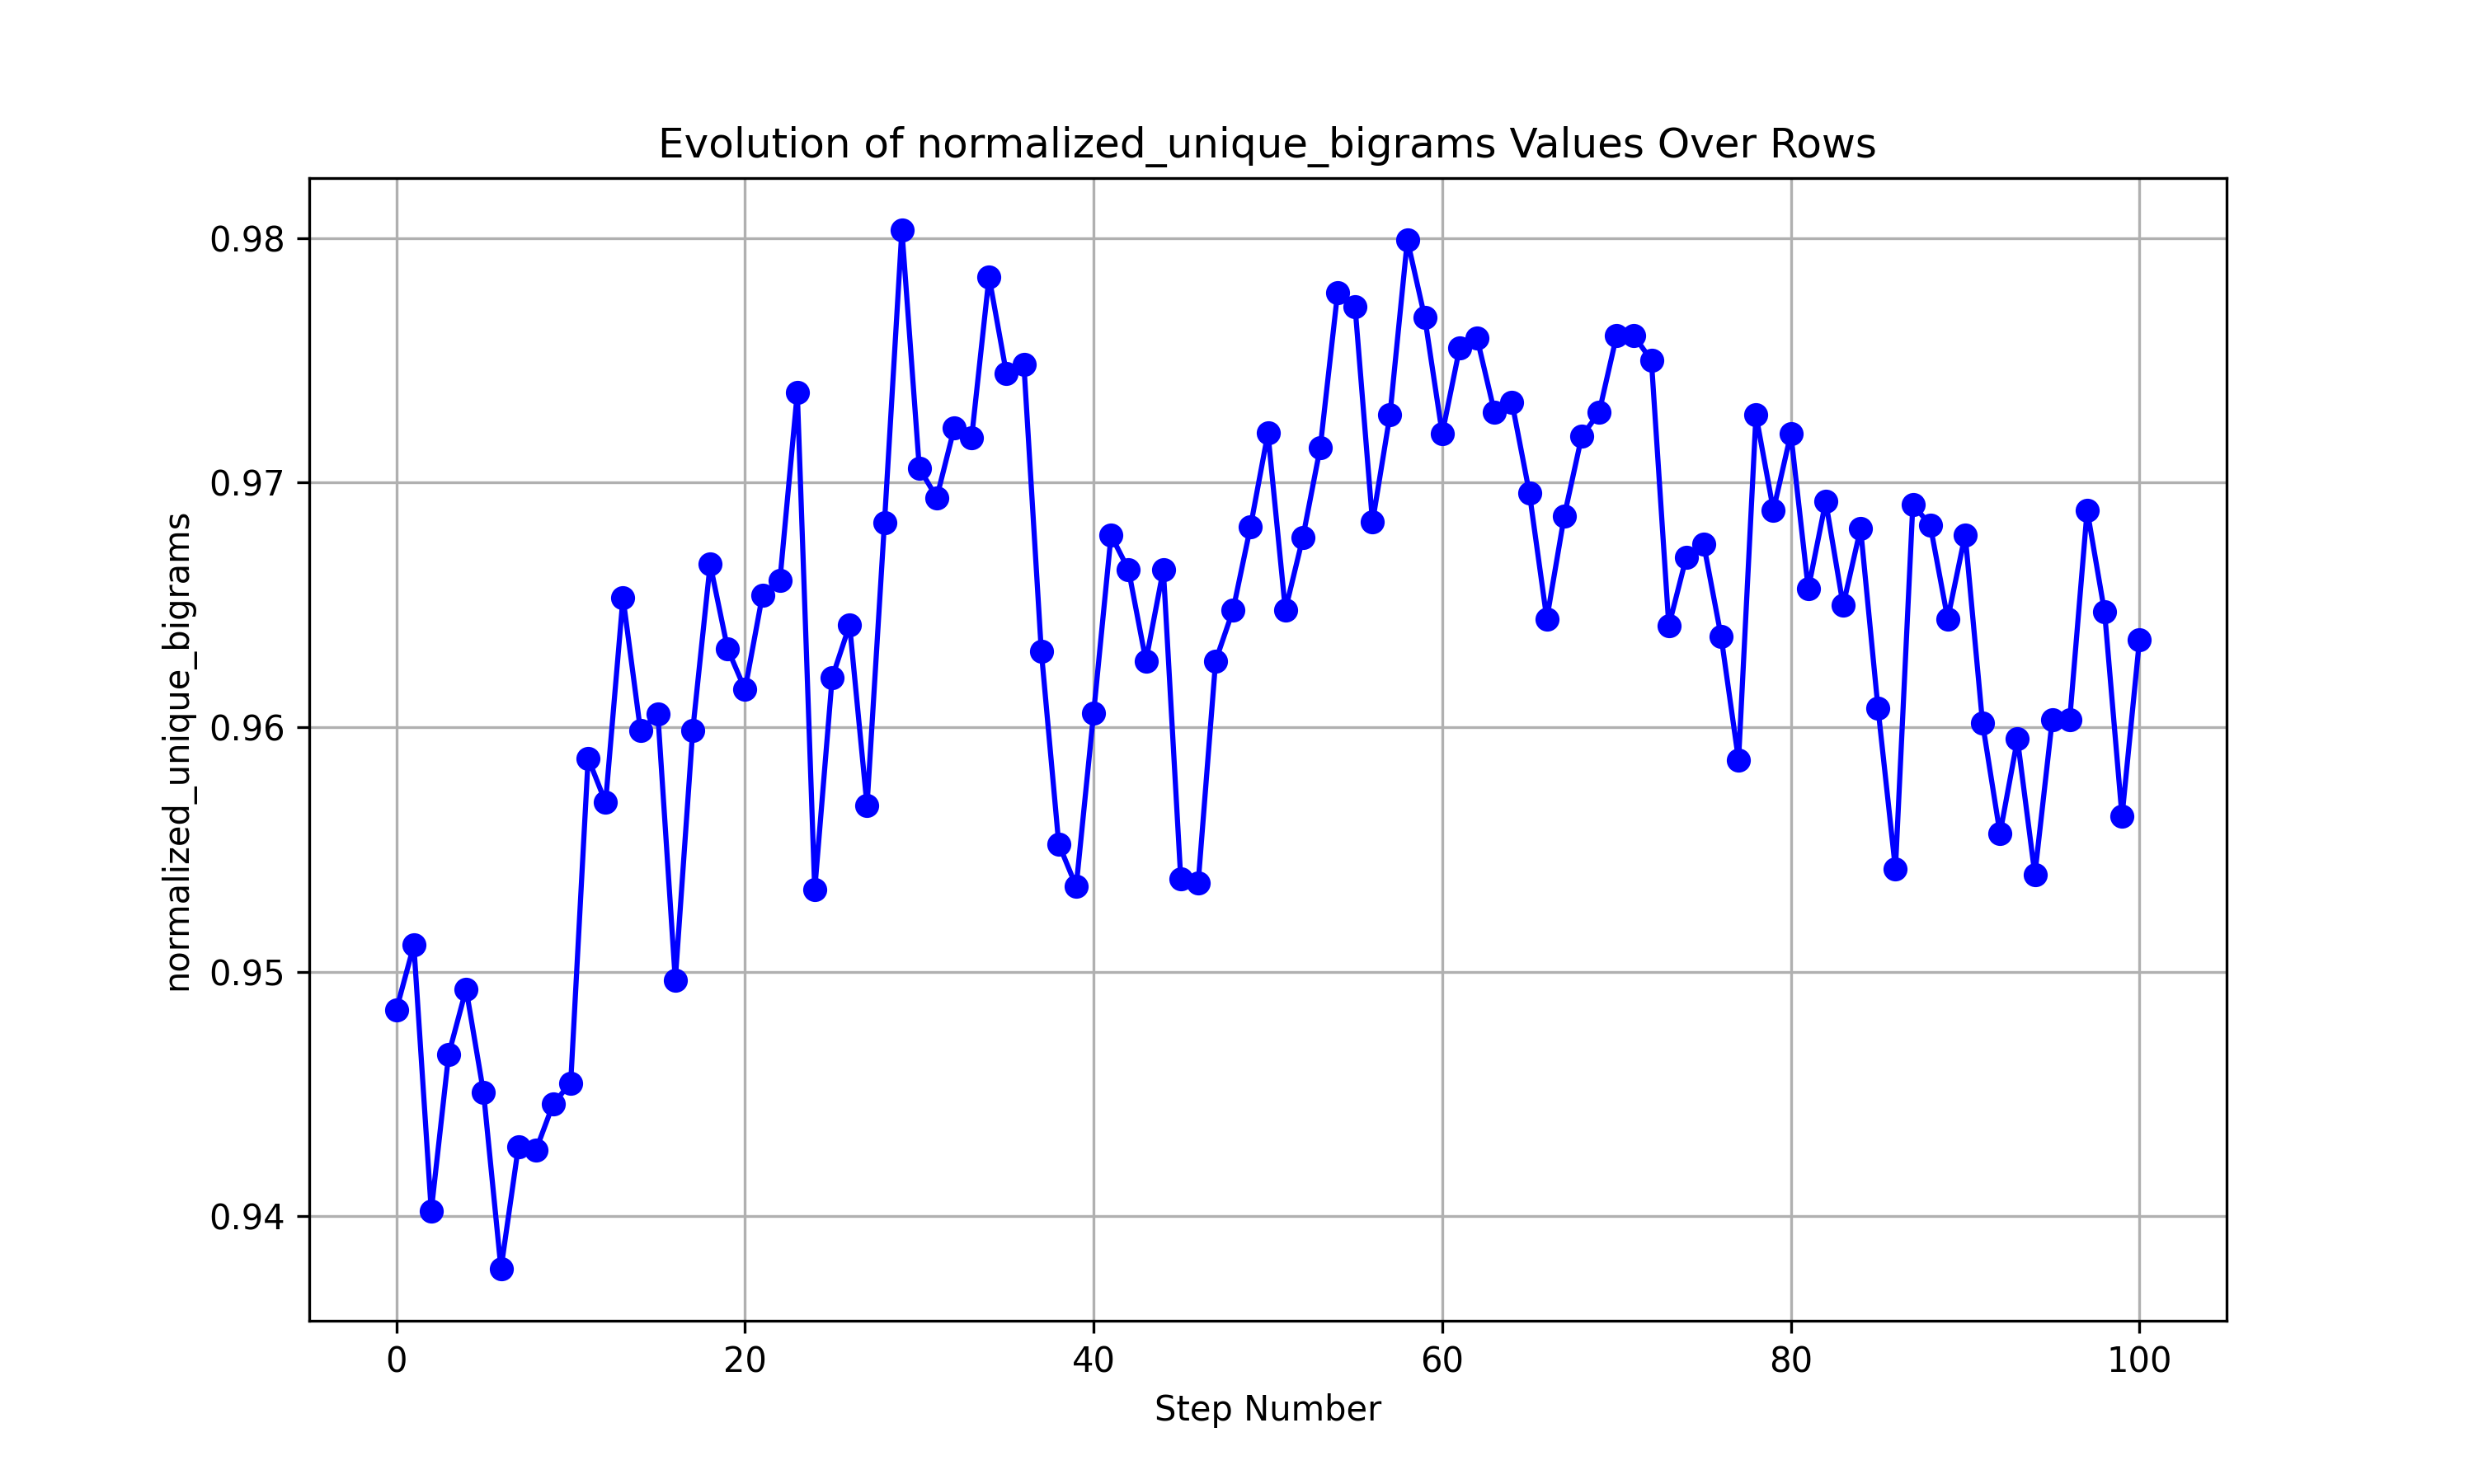 Evolution of normalized_unique_bigrams Values Over Rows
normalized_unique_bigrams
0.98
0.97
0.96
0.95
0.94
0 20 40 60 80 100
Step Number